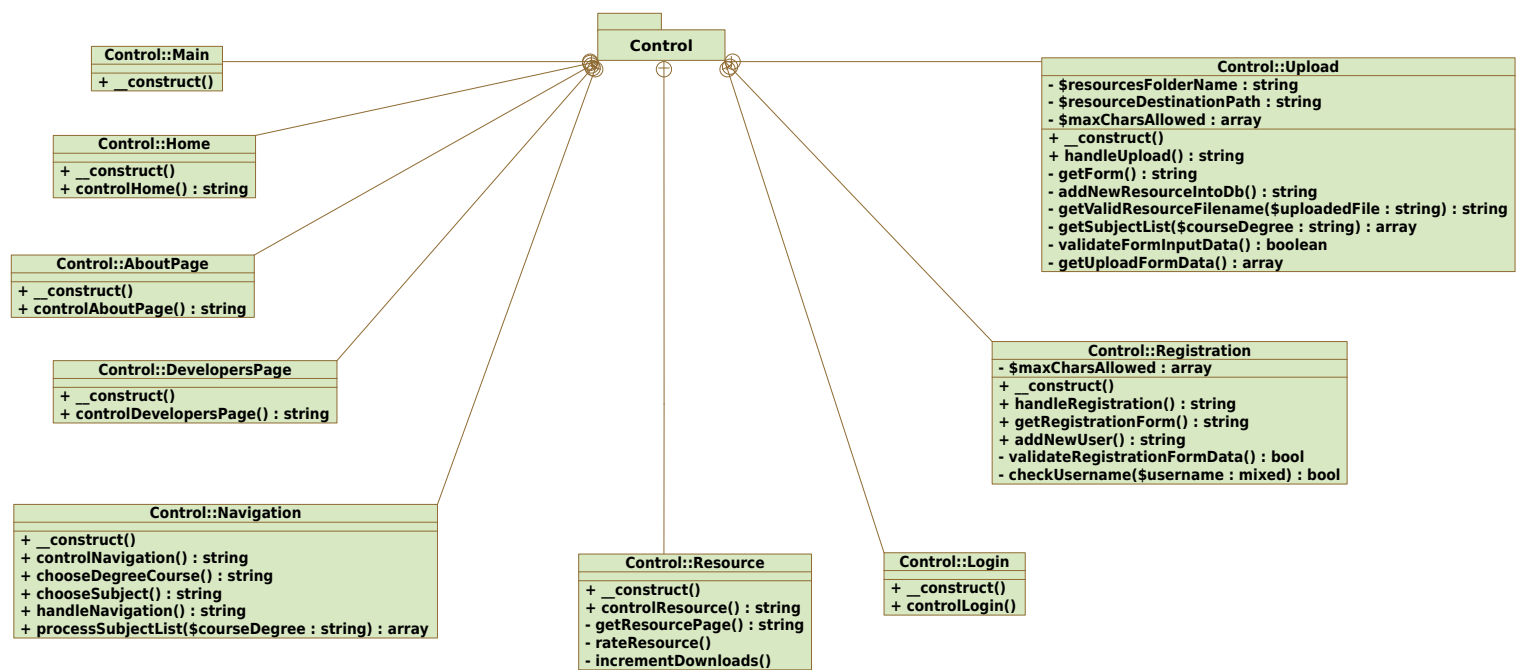 Control
Control::Main
+ __construct()
Control::Home
+ __construct()
+ controlHome() : string
Control::AboutPage
+ __construct()
+ controlAboutPage() : string
Control::DevelopersPage
+ __construct()
+ controlDevelopersPage() : string
Control::Navigation
+ __construct()
+ controlNavigation() : string
+ chooseDegreeCourse() : string
+ chooseSubject() : string
+ handleNavigation() : string
+ processSubjectList($courseDegree : string) : array
Control::Resource
+ __construct()
+ controlResource() : string
- getResourcePage() : string
- rateResource()
- incrementDownloads()
Control::Login
+ __construct()
+ controlLogin()
Control::Registration
- $maxCharsAllowed : array
+ __construct()
+ handleRegistration() : string
+ getRegistrationForm() : string
+ addNewUser() : string
- validateRegistrationFormData() : bool
- checkUsername($username : mixed) : bool
Control::Upload
- $resourcesFolderName : string
- $resourceDestinationPath : string
- $maxCharsAllowed : array
+ __construct()
+ handleUpload() : string
- getForm() : string
- addNewResourceIntoDb() : string
- getValidResourceFilename($uploadedFile : string) : string
- getSubjectList($courseDegree : string) : array
- validateFormInputData() : boolean
- getUploadFormData() : array